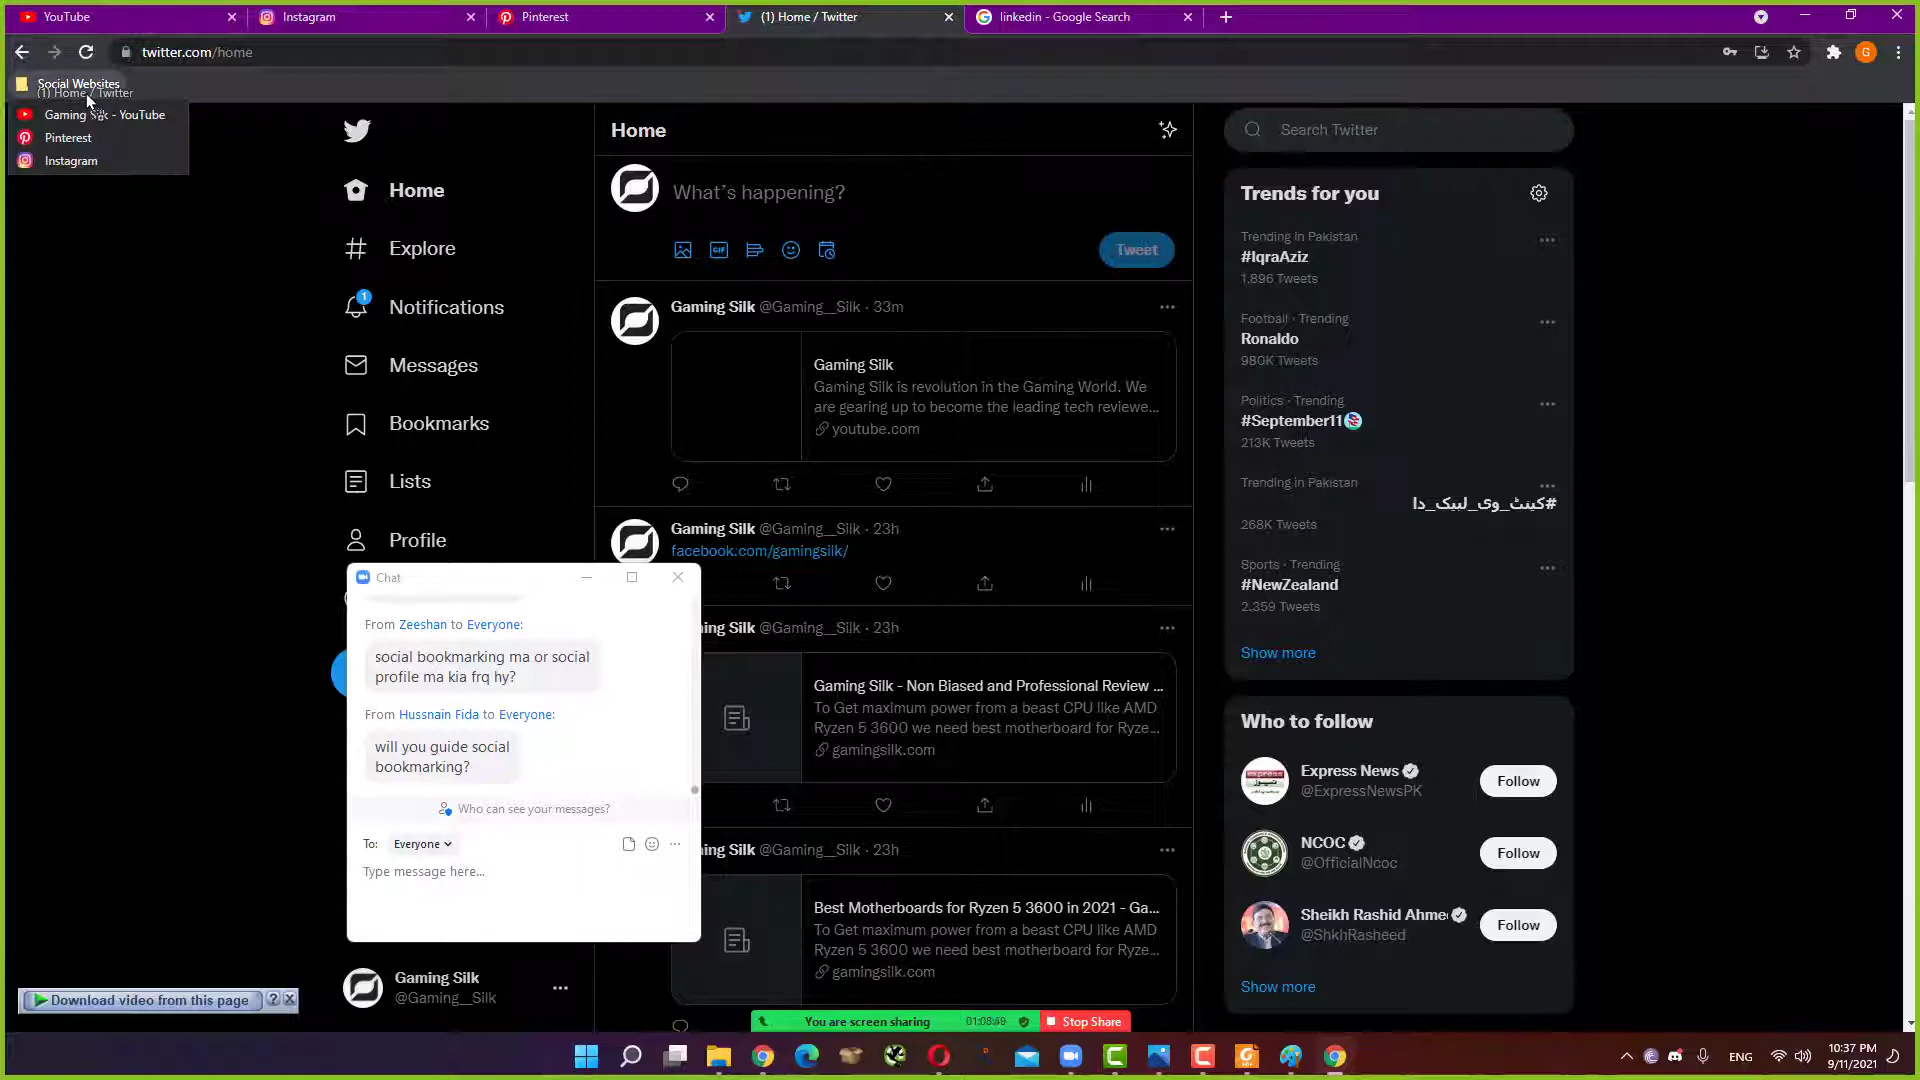 YouTube
Instagram
Pinterest
(1) Home / Twitter
linkedin - Google Search
twitter.com/home
G
Social Websites
(1) Home / Twitter
Gaming Silk - YouTube
Pinterest
Instagram
Home
Explore
1
Notifications
Messages
Bookmarks
Lists
Profile
Gaming Silk
@Gaming__Silk
Home
What's happening?
GIF
Tweet
Gaming Silk @Gaming__Silk · 33m
Gaming Silk
Gaming Silk is revolution in the Gaming World. We
are gearing up to become the leading tech reviewe...
youtube.com
Gaming Silk @Gaming__Silk · 23h
facebook.com/gamingsilk/
ing Silk @Gaming__Silk · 23h
Gaming Silk - Non Biased and Professional Review ...
To Get maximum power from a beast CPU like AMD
Ryzen 5 3600 we need best motherboard for Ryze...
gamingsilk.com
ing Silk @Gaming__Silk · 23h
Best Motherboards for Ryzen 5 3600 in 2021 - Ga...
To Get maximum power from a beast CPU like AMD
Ryzen 5 3600 we need best motherboard for Ryze...
gamingsilk.com
Search Twitter
Trends for you
Trending in Pakistan
#IqraAziz
1,896 Tweets
Football · Trending
Ronaldo
980K Tweets
Politics · Trending
#September11
213K Tweets
Trending in Pakistan
#کینٹ_وی_لبیک_دا
268K Tweets
Sports · Trending
#NewZealand
2,359 Tweets
Show more
Who to follow
Express News
@ExpressNewsPK
Follow
NCOC
@OfficialNcoc
Follow
Sheikh Rashid Ahme
@ShkhRasheed
Follow
Show more
Chat
From Zeeshan to Everyone:
social bookmarking ma or social
profile ma kia frq hy?
From Hussnain Fida to Everyone:
will you guide social
bookmarking?
Who can see your messages?
To: Everyone
Type message here...
Download video from this page
You are screen sharing
01:08:49
Stop Share
ENG
10:37 PM
9/11/2021